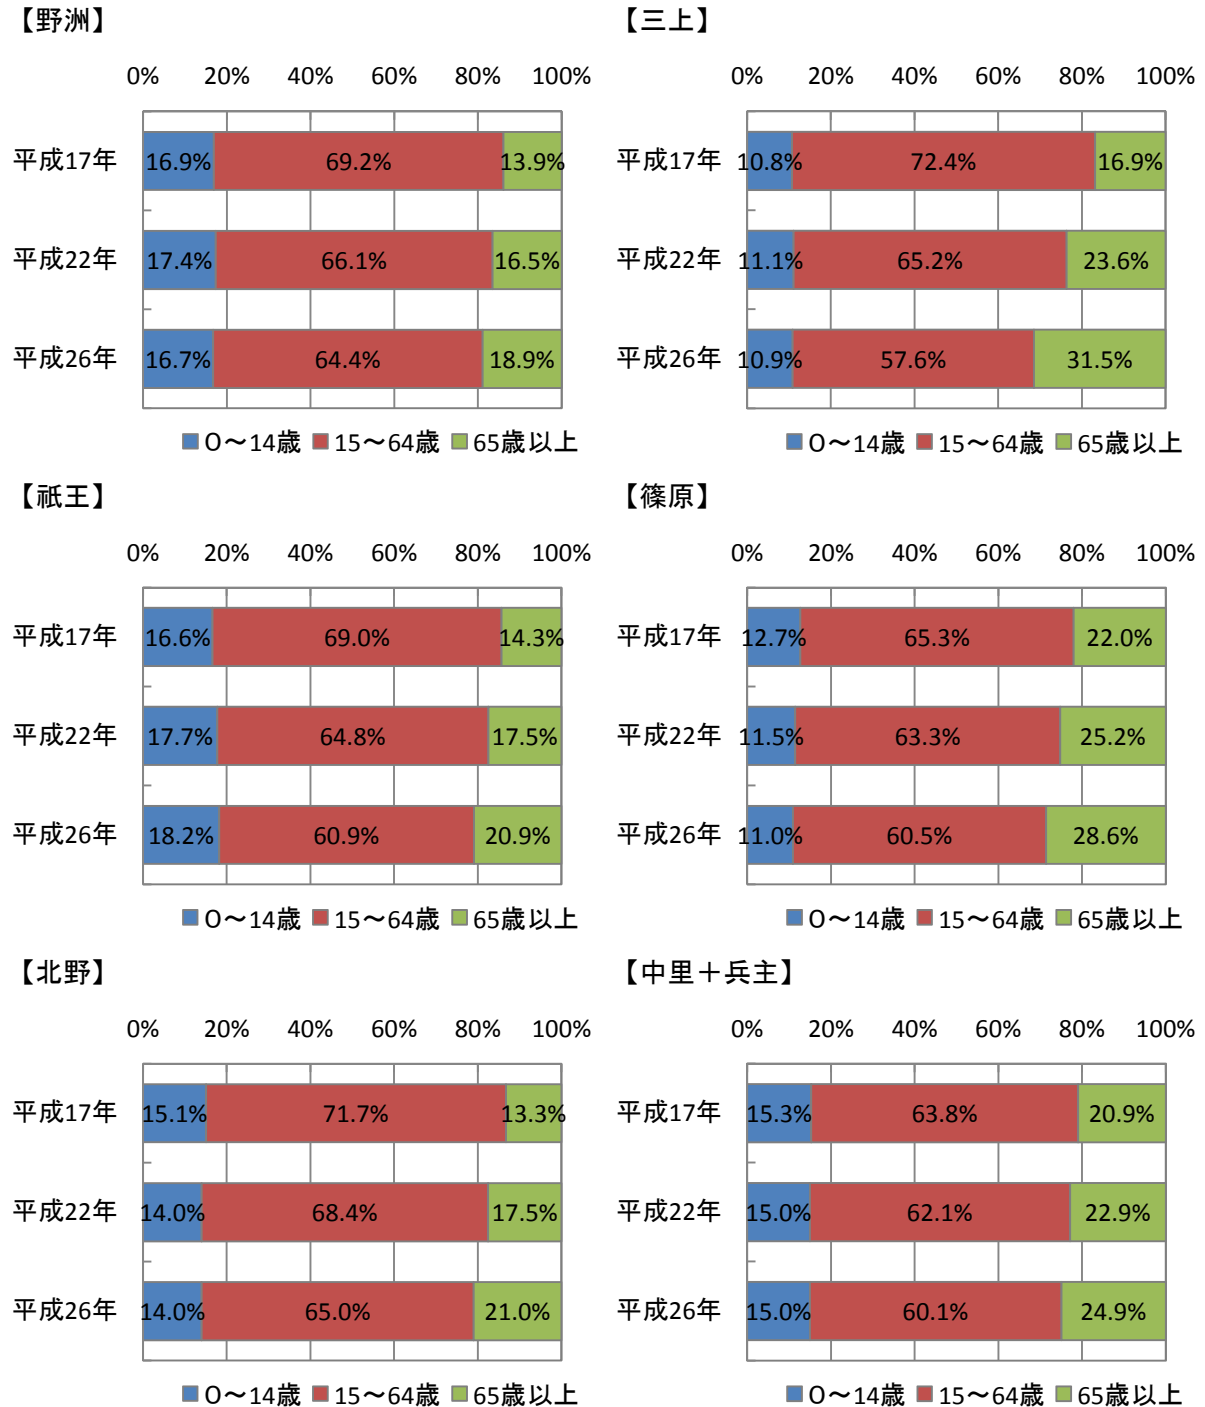 【野洲】
0% 20% 40% 60% 80% 100%
平成17年 16.9% 69.2% 13.9%
平成22年 17.4% 66.1% 16.5%
平成26年 16.7% 64.4% 18.9%
0～14歳 15～64歳 65歳以上
【三上】
0% 20% 40% 60% 80% 100%
平成17年 10.8% 72.4% 16.9%
平成22年 11.1% 65.2% 23.6%
平成26年 10.9% 57.6% 31.5%
0～14歳 15～64歳 65歳以上
【祇王】
0% 20% 40% 60% 80% 100%
平成17年 16.6% 69.0% 14.3%
平成22年 17.7% 64.8% 17.5%
平成26年 18.2% 60.9% 20.9%
0～14歳 15～64歳 65歳以上
【篠原】
0% 20% 40% 60% 80% 100%
平成17年 12.7% 65.3% 22.0%
平成22年 11.5% 63.3% 25.2%
平成26年 11.0% 60.5% 28.6%
0～14歳 15～64歳 65歳以上
【北野】
0% 20% 40% 60% 80% 100%
平成17年 15.1% 71.7% 13.3%
平成22年 14.0% 68.4% 17.5%
平成26年 14.0% 65.0% 21.0%
0～14歳 15～64歳 65歳以上
【中里＋兵主】
0% 20% 40% 60% 80% 100%
平成17年 15.3% 63.8% 20.9%
平成22年 15.0% 62.1% 22.9%
平成26年 15.0% 60.1% 24.9%
0～14歳 15～64歳 65歳以上